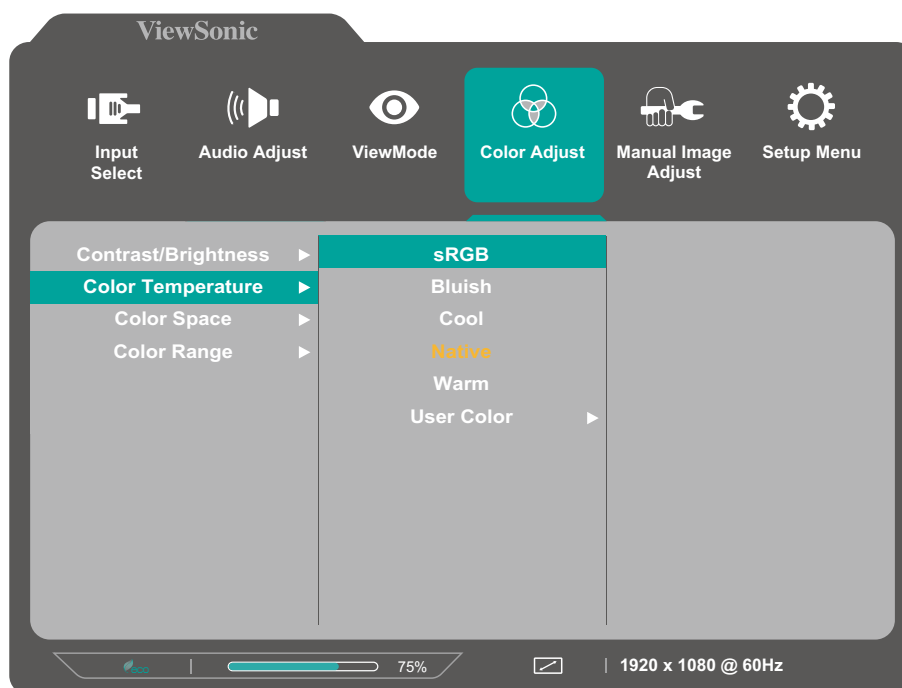 ViewSonic
Input
Select
Audio Adjust
ViewMode
Color Adjust
Manual Image
Adjust
Setup Menu
Contrast/Brightness
Color Temperature
Color Space
Color Range
sRGB
Bluish
Cool
Native
Warm
User Color
eco
75%
1920 x 1080 @ 60Hz